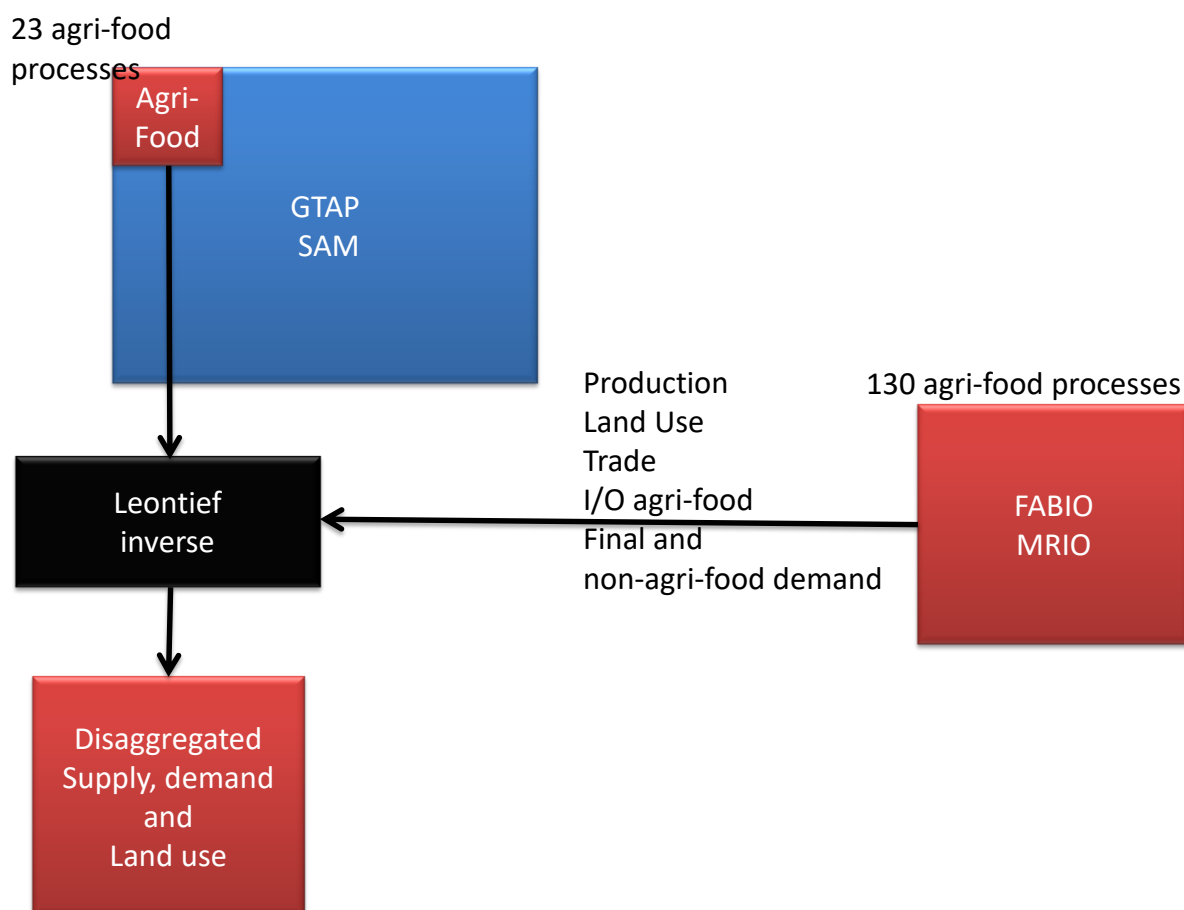 23 agri-food
processes
Agri-
Food
GTAP
SAM
Production
Land Use
Trade
I/O agri-food
Final and
non-agri-food demand
130 agri-food processes
FABIO
MRIO
Leontief
inverse
Disaggregated
Supply, demand
and
Land use